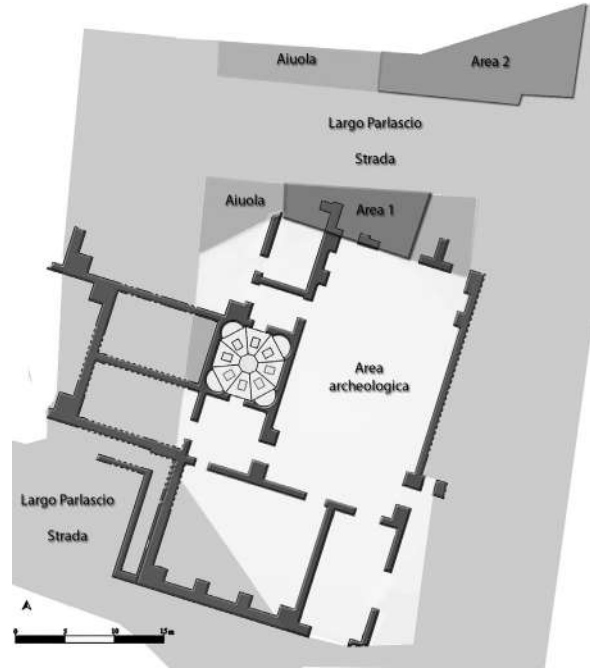 Aiuola
Area 2
Largo Parlascio
Strada
Aiuola
Area 1
Area
archeologica
Largo Parlascio
Strada
0 5 10 15 m